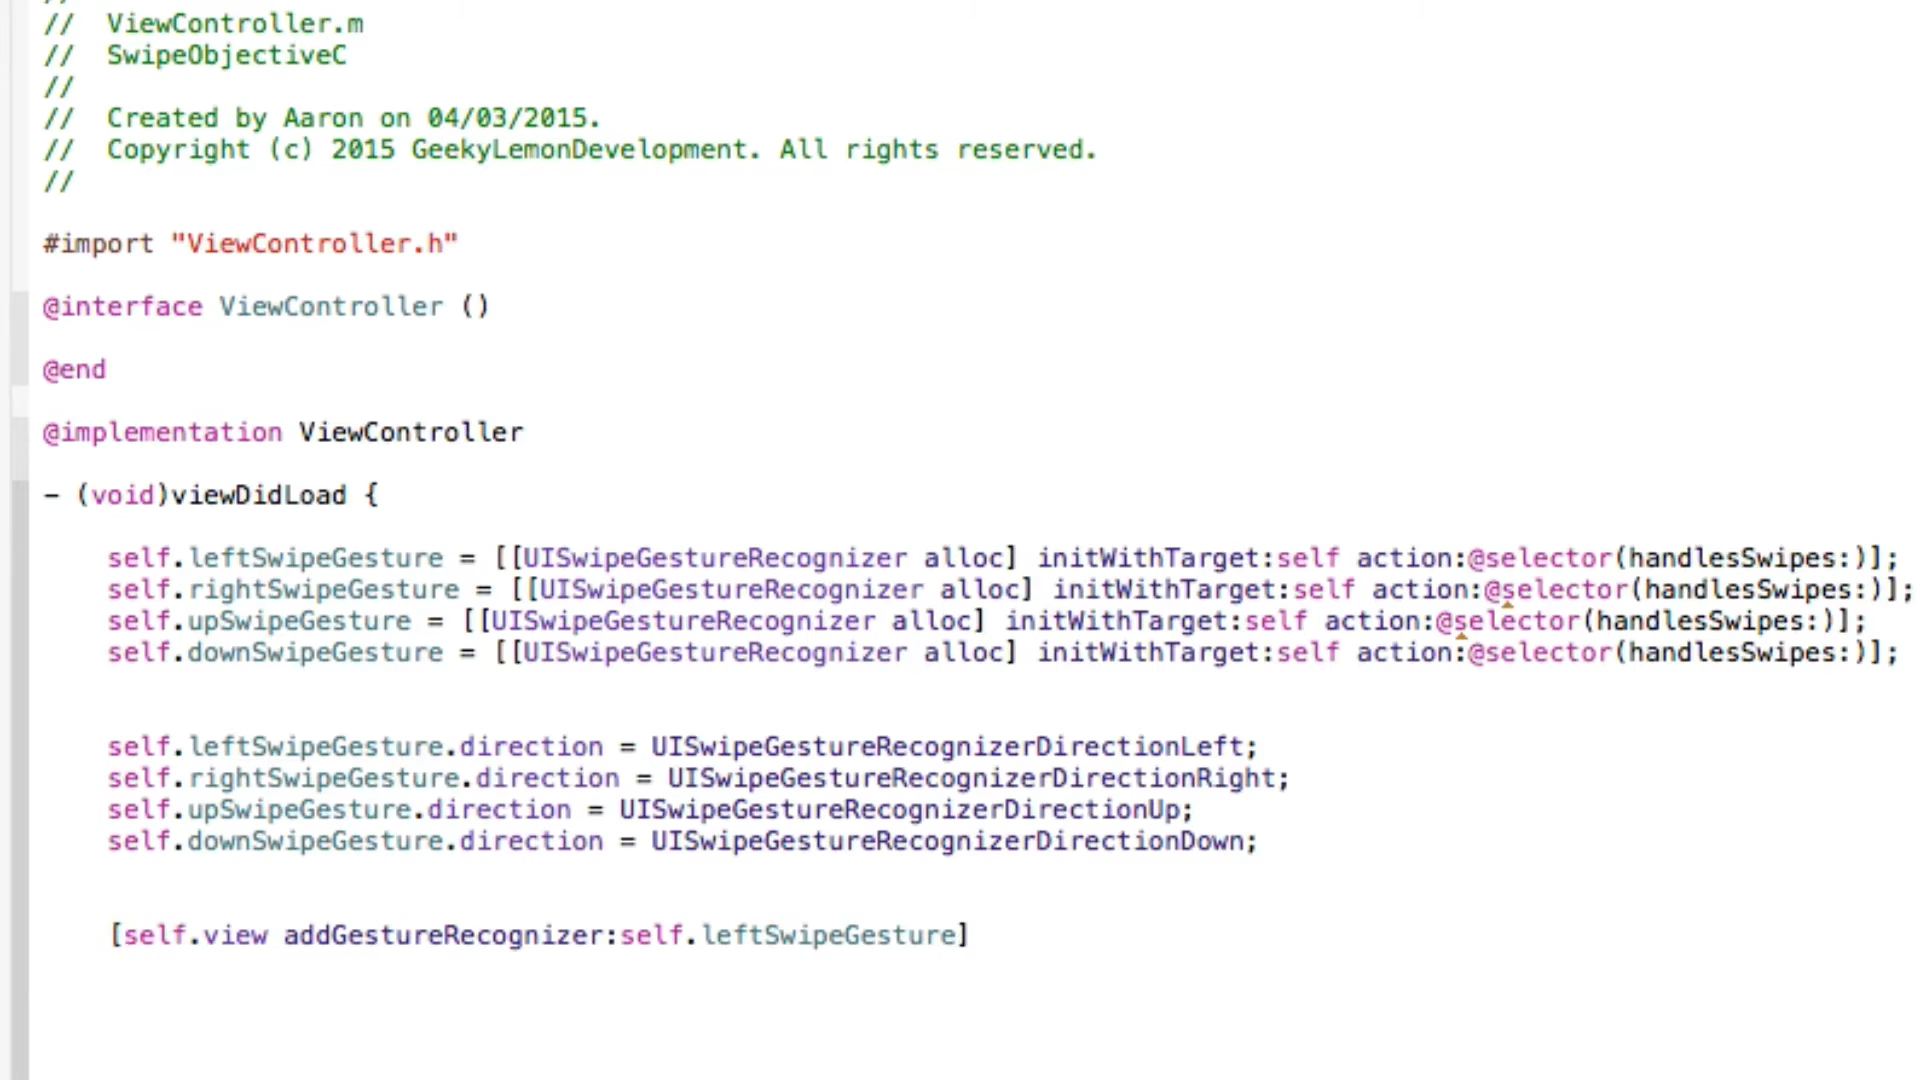 //
// ViewController.m
// SwipeObjectiveC
//
// Created by Aaron on 04/03/2015.
// Copyright (c) 2015 GeekyLemonDevelopment. All rights reserved.
//
#import "ViewController.h"
@interface ViewController ()
@end
@implementation ViewController
- (void)viewDidLoad {
self.leftSwipeGesture = [[UISwipeGestureRecognizer alloc] initWithTarget:self action:@selector(handlesSwipes:)];
self.rightSwipeGesture = [[UISwipeGestureRecognizer alloc] initWithTarget:self action:@selector(handlesSwipes:)];
self.upSwipeGesture = [[UISwipeGestureRecognizer alloc] initWithTarget:self action:@selector(handlesSwipes:)];
self.downSwipeGesture = [[UISwipeGestureRecognizer alloc] initWithTarget:self action:@selector(handlesSwipes:)];
self.leftSwipeGesture.direction = UISwipeGestureRecognizerDirectionLeft;
self.rightSwipeGesture.direction = UISwipeGestureRecognizerDirectionRight;
self.upSwipeGesture.direction = UISwipeGestureRecognizerDirectionUp;
self.downSwipeGesture.direction = UISwipeGestureRecognizerDirectionDown;
[self.view addGestureRecognizer:self.leftSwipeGesture]